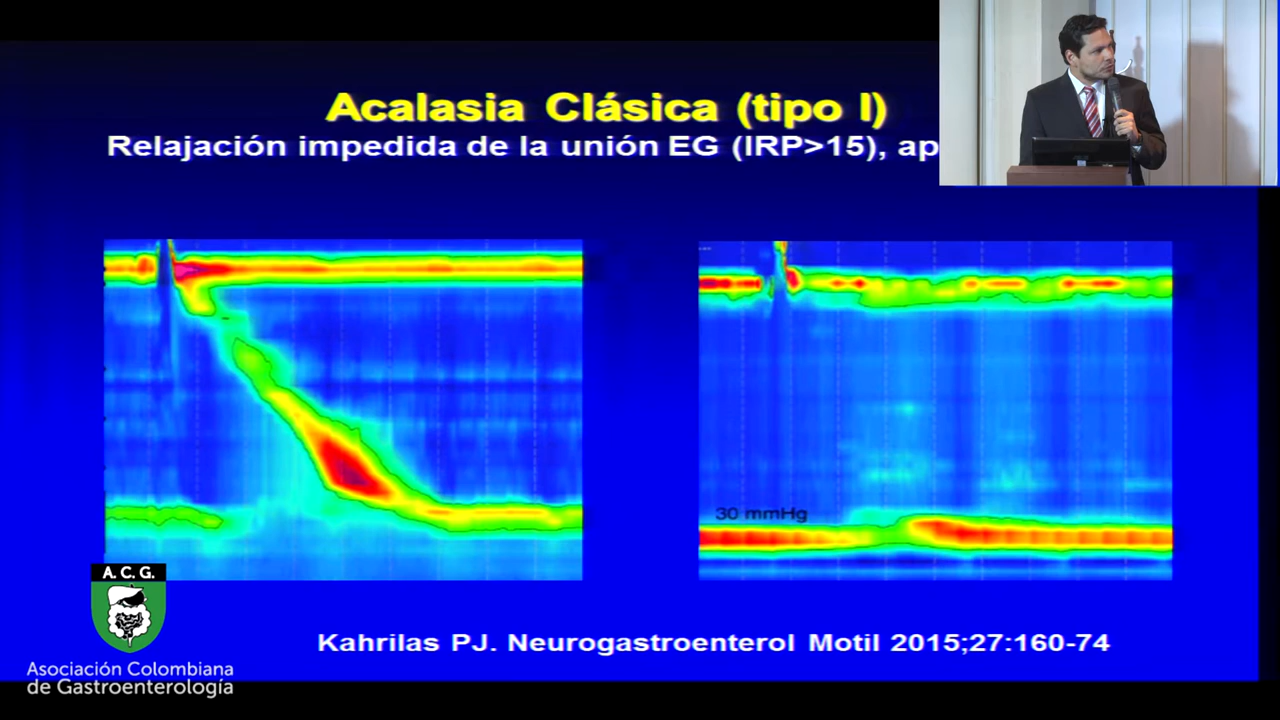 Acalasia Clásica (tipo I)
Relajación impedida de la unión EG (IRP>15),
30 mmHg
A. C. G.
Kahrilas PJ. Neurogastroenterol Motil 2015;27:160-74
Asociación Colombiana
de Gastroenterología